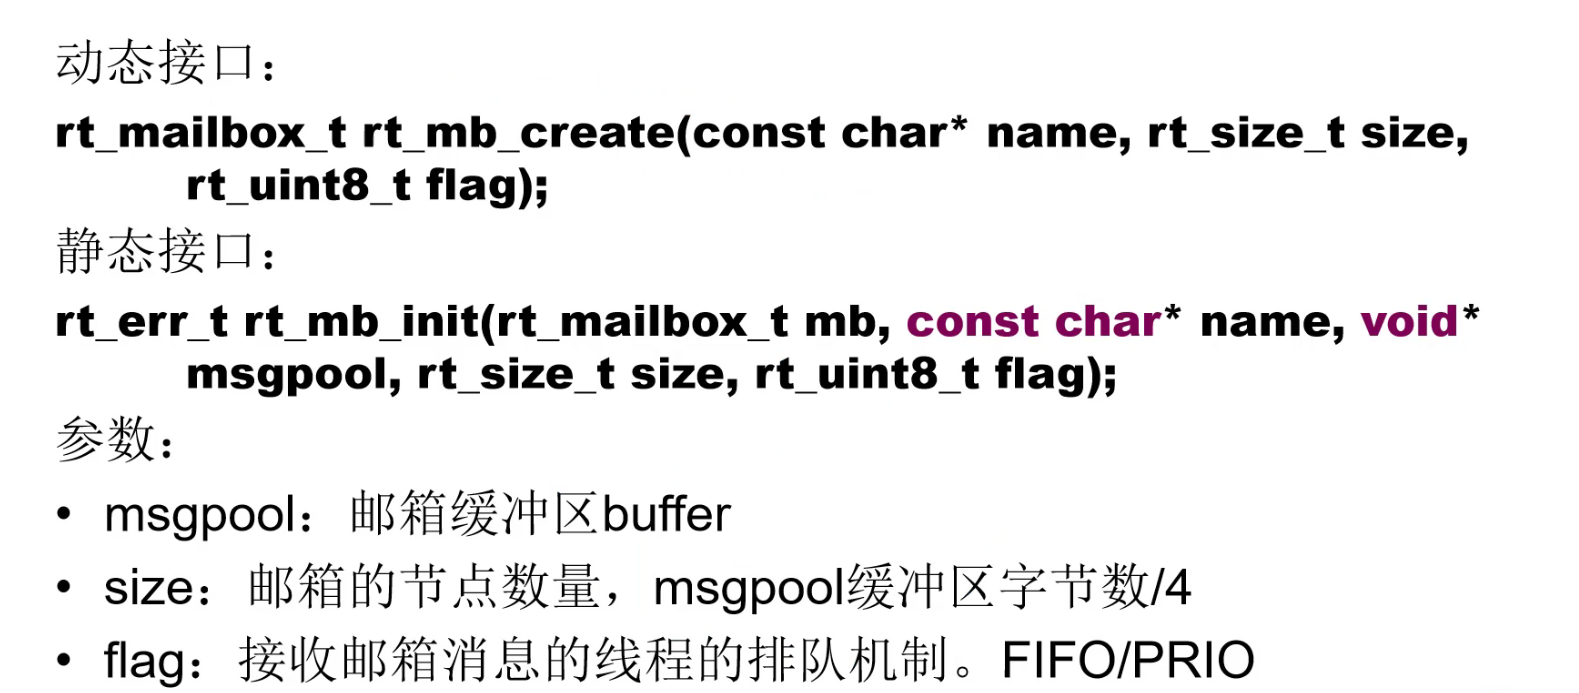 动态接口：
rt_mailbox_t rt_mb_create(const char* name, rt_size_t size,
rt_uint8_t flag);
静态接口：
rt_err_t rt_mb_init(rt_mailbox_t mb, const char* name, void*
msgpool, rt_size_t size, rt_uint8_t flag);
参数：
• msgpool：邮箱缓冲区buffer
• size：邮箱的节点数量，msgpool缓冲区字节数/4
• flag：接收邮箱消息的线程的排队机制。FIFO/PRIO